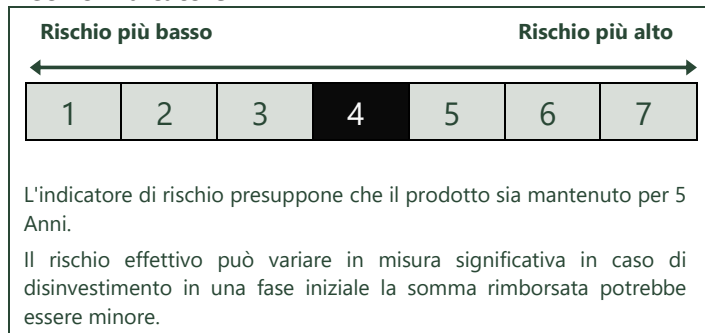 Rischio più basso Rischio più alto
1 2 3 4 5 6 7
L'indicatore di rischio presuppone che il prodotto sia mantenuto per 5
Anni.
Il rischio effettivo può variare in misura significativa in caso di
disinvestimento in una fase iniziale la somma rimborsata potrebbe
essere minore.